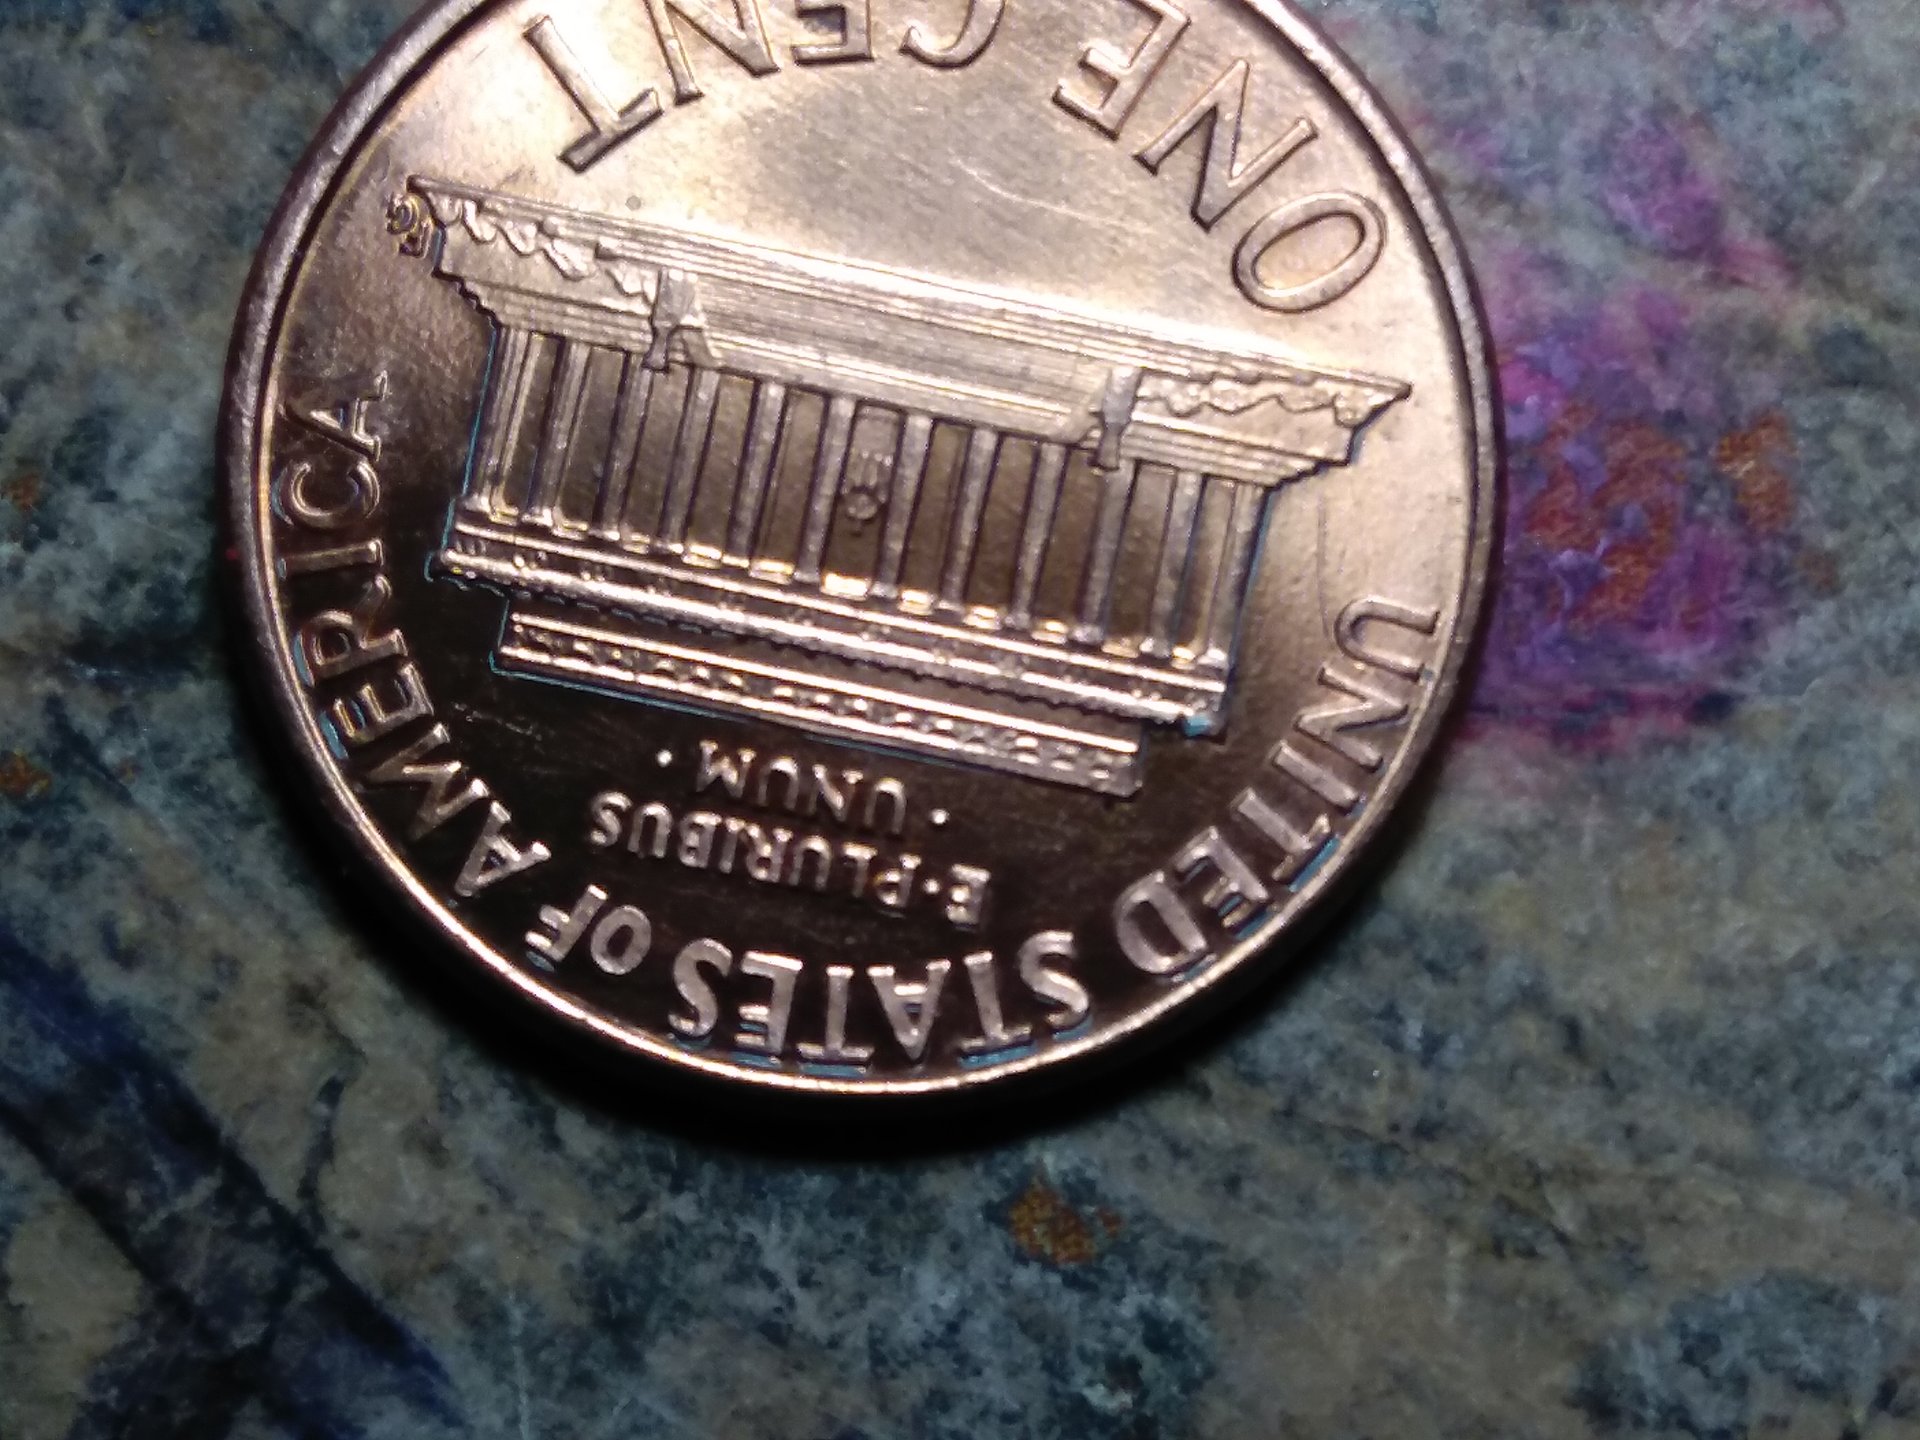 UNITED STATES OF AMERICA
E·PLURIBUS
· UNUM ·
ONE CENT